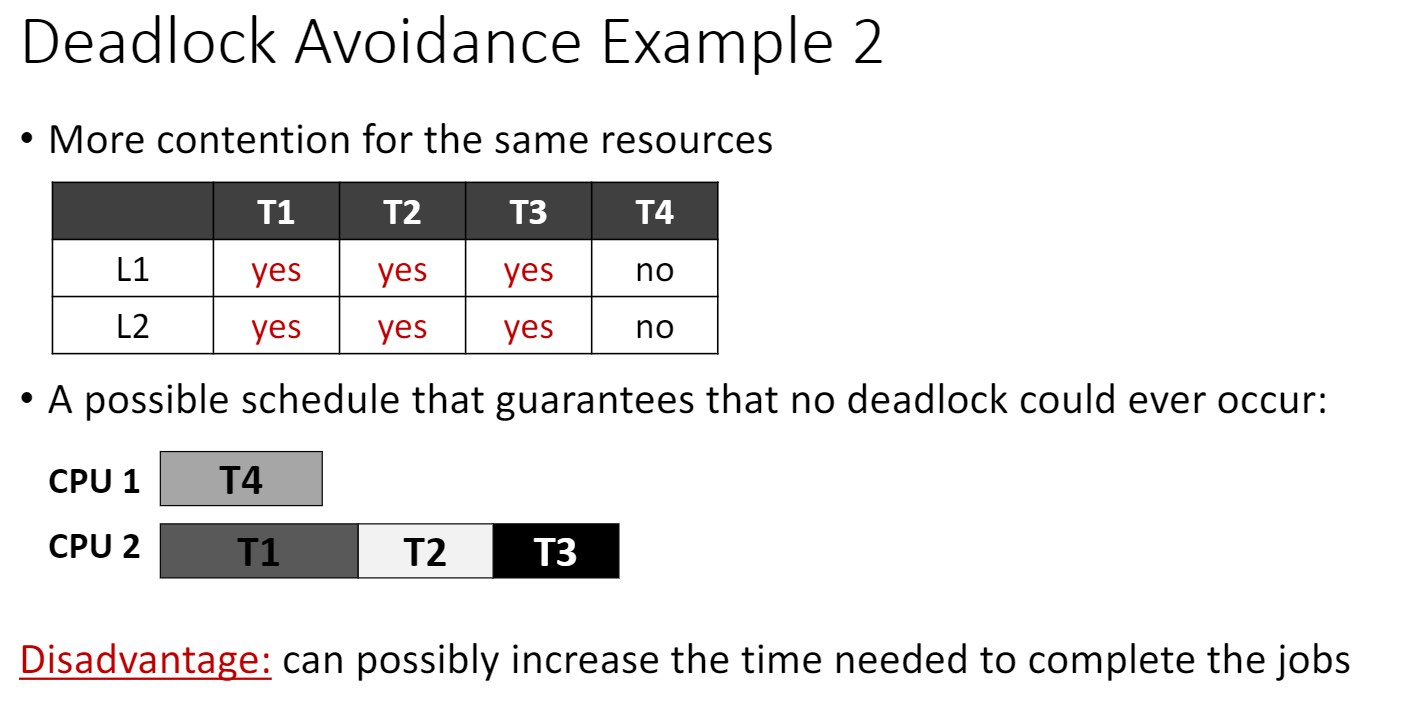 Deadlock Avoidance Example 2
• More contention for the same resources
T1 T2 T3 T4
L1 yes yes yes no
L2 yes yes yes no
• A possible schedule that guarantees that no deadlock could ever occur:
CPU 1 T4
CPU 2 T1 T2 T3
Disadvantage: can possibly increase the time needed to complete the jobs